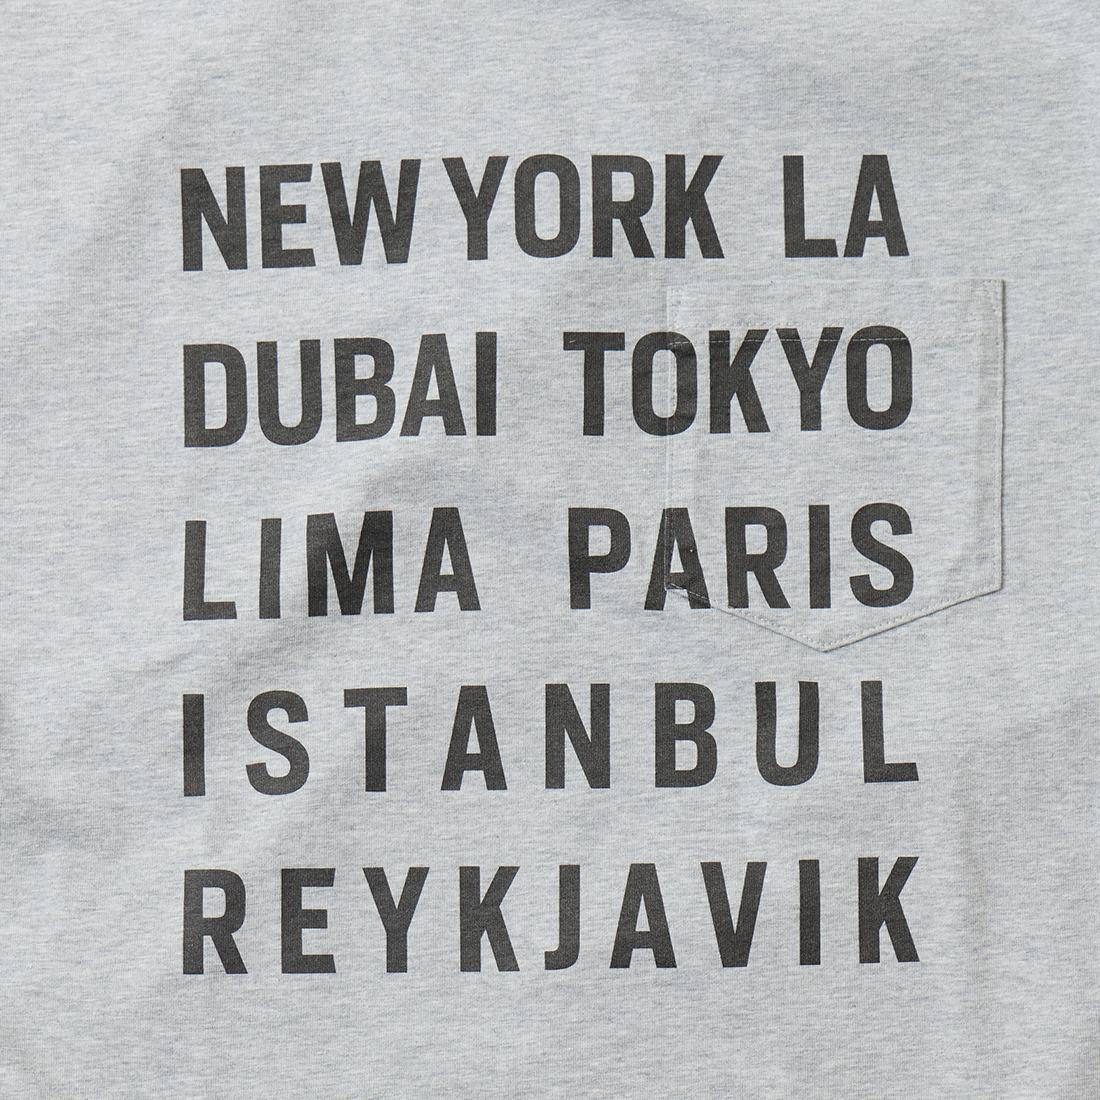 NEW YORK LA
DUBAI TOKYO
LIMA PARIS
ISTANBUL
REYKJAVIK